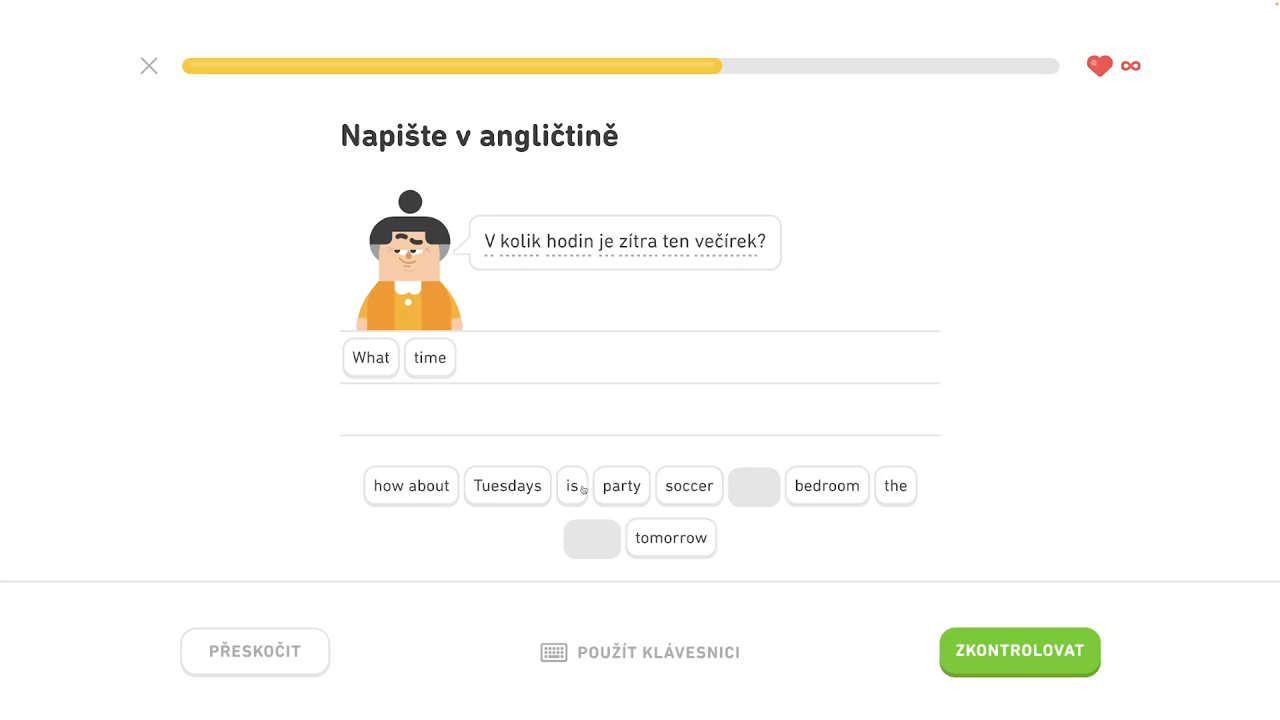 Napište v angličtině
V kolik hodin je zítra ten večírek?
What time
how about Tuesdays is party soccer bedroom the
tomorrow
PŘESKOČIT POUŽÍT KLÁVESNICI ZKONTROLOVAT